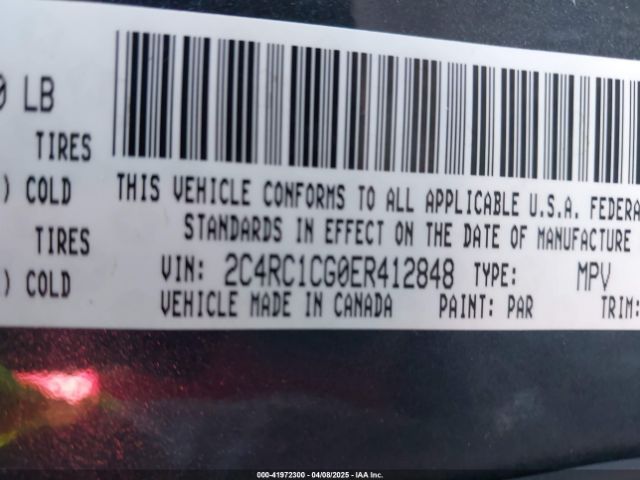 0 LB
TIRES
) COLD
THIS VEHICLE CONFORMS TO ALL APPLICABLE U.S.A. FEDERA
STANDARDS IN EFFECT ON THE DATE OF MANUFACTURE
TIRES
VIN: 2C4RC1CG0ER412848 TYPE: MPV
) COLD
VEHICLE MADE IN CANADA PAINT: PAR TRIM:
000-41972300 - 04/08/2025 - IAA Inc.